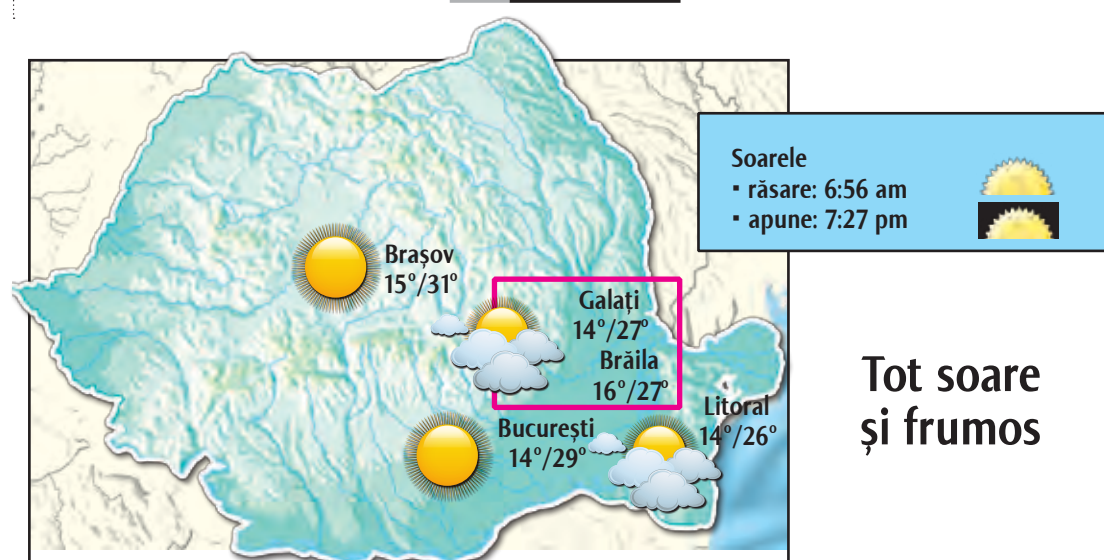 Soarele
▪ răsare: 6:56 am
▪ apune: 7:27 pm
Brașov
15°/31°
Galați
14°/27°
Brăila
16°/27°
Litoral
14°/26°
București
14°/29°
Tot soare
și frumos